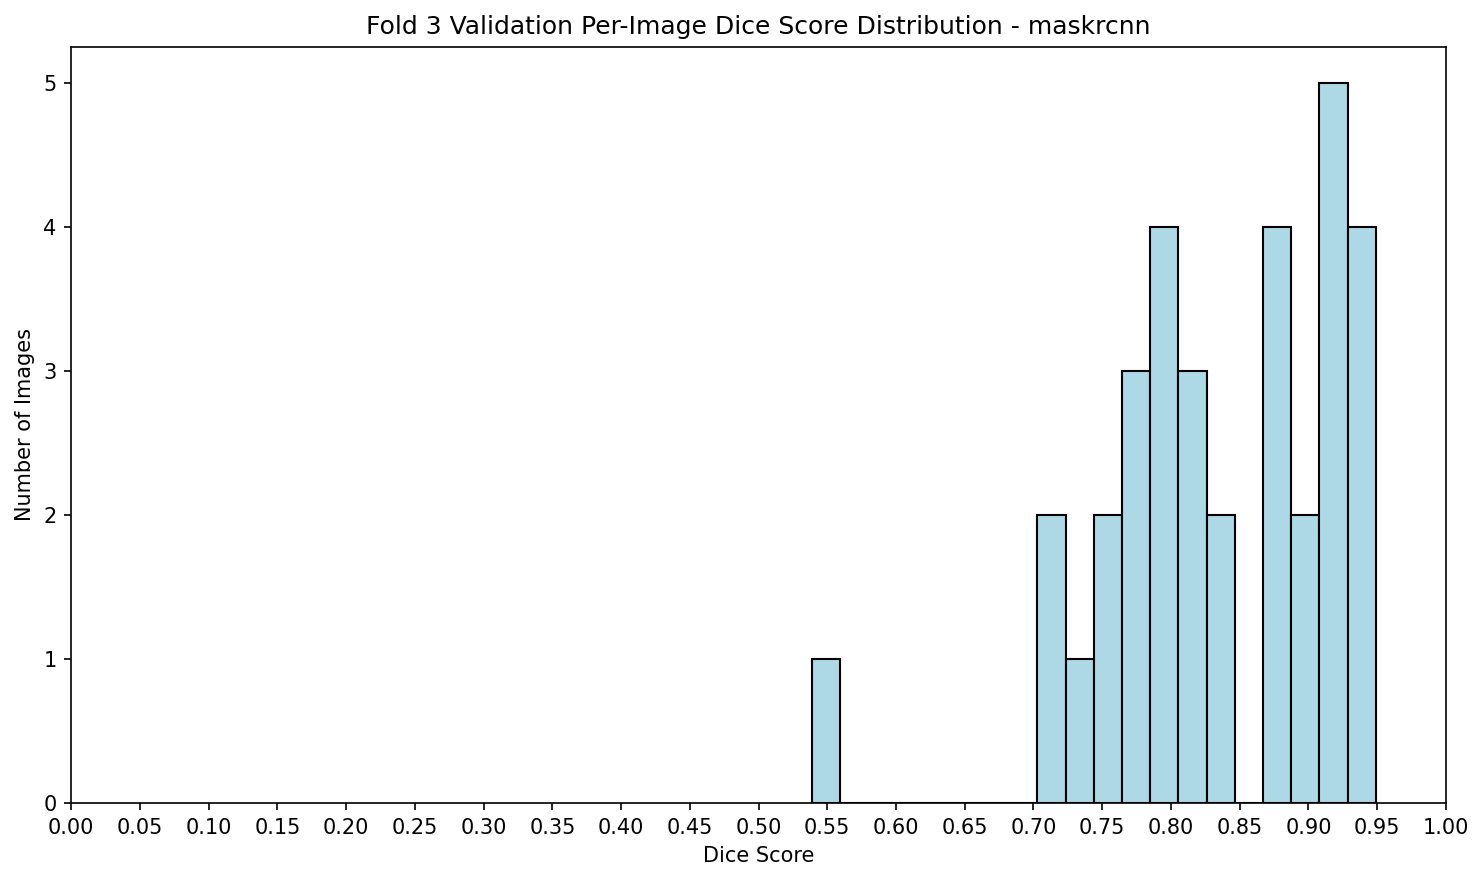 Fold 3 Validation Per-Image Dice Score Distribution - maskrcnn
5
4
3
2
1
0
Number of Images
0.00 0.05 0.10 0.15 0.20 0.25 0.30 0.35 0.40 0.45 0.50 0.55 0.60 0.65 0.70 0.75 0.80 0.85 0.90 0.95 1.00
Dice Score